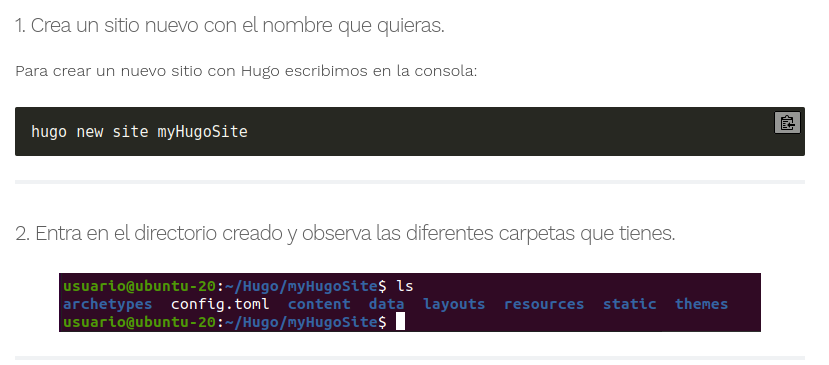 1. Crea un sitio nuevo con el nombre que quieras.
Para crear un nuevo sitio con Hugo escribimos en la consola:
hugo new site myHugoSite
2. Entra en el directorio creado y observa las diferentes carpetas que tienes.
usuario@ubuntu-20:~/Hugo/myHugoSite$ ls
archetypes  config.toml  content  data  layouts  resources  static  themes
usuario@ubuntu-20:~/Hugo/myHugoSite$